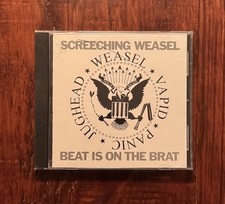 SCREECHING WEASEL
JUGHEAD WEASEL VAPID PANIC
BEAT IS ON THE BRAT